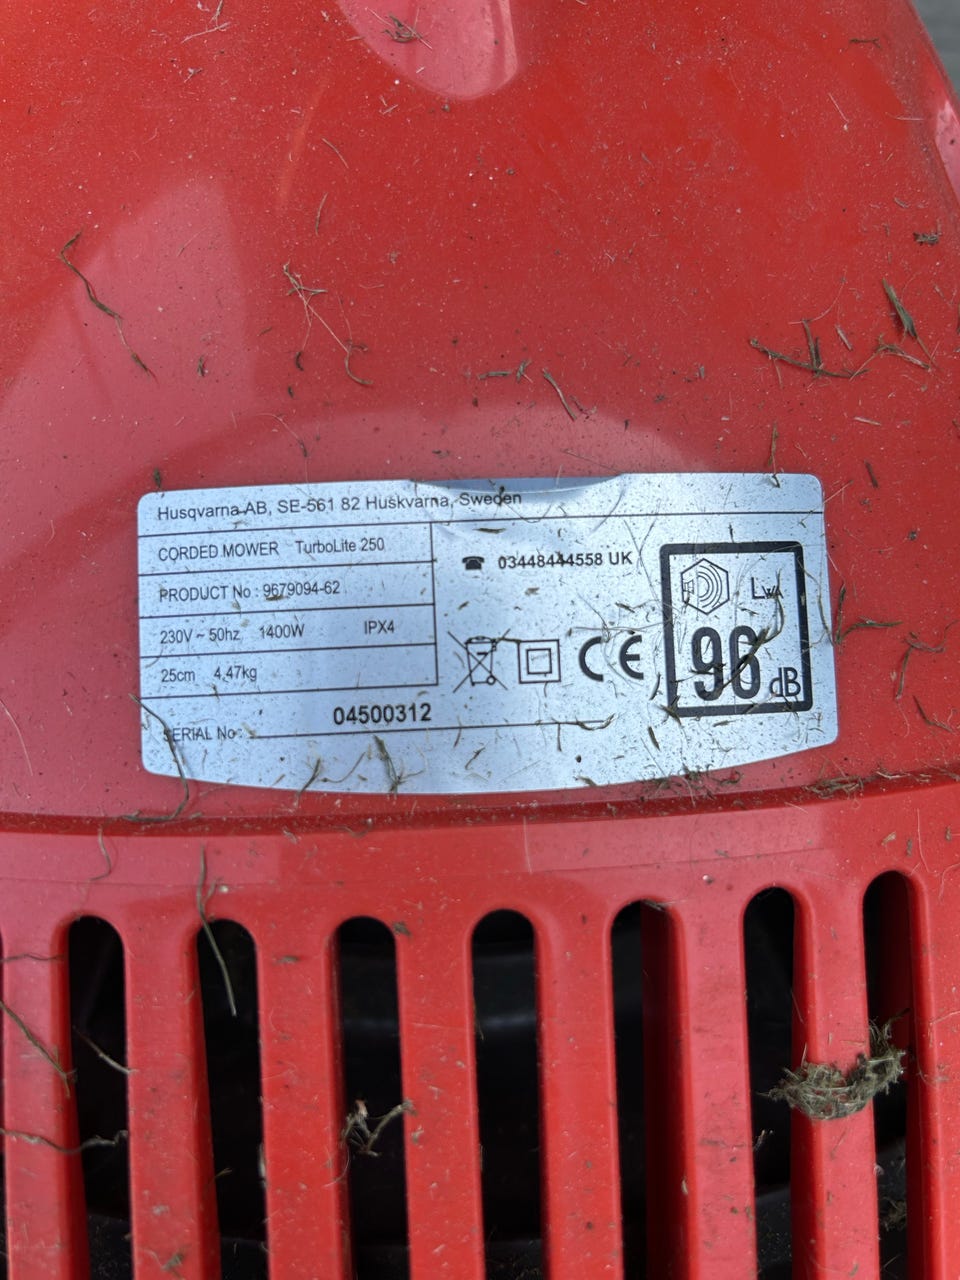 Husqvarna AB, SE-561 82 Huskvarna, Sweden
CORDED MOWER TurboLite 250
PRODUCT No : 9679094-62
230V ~ 50hz 1400W IPX4
25cm 4.47kg
SERIAL No: 04500312
☎ 03448444558 UK
CE
LWA
96 dB